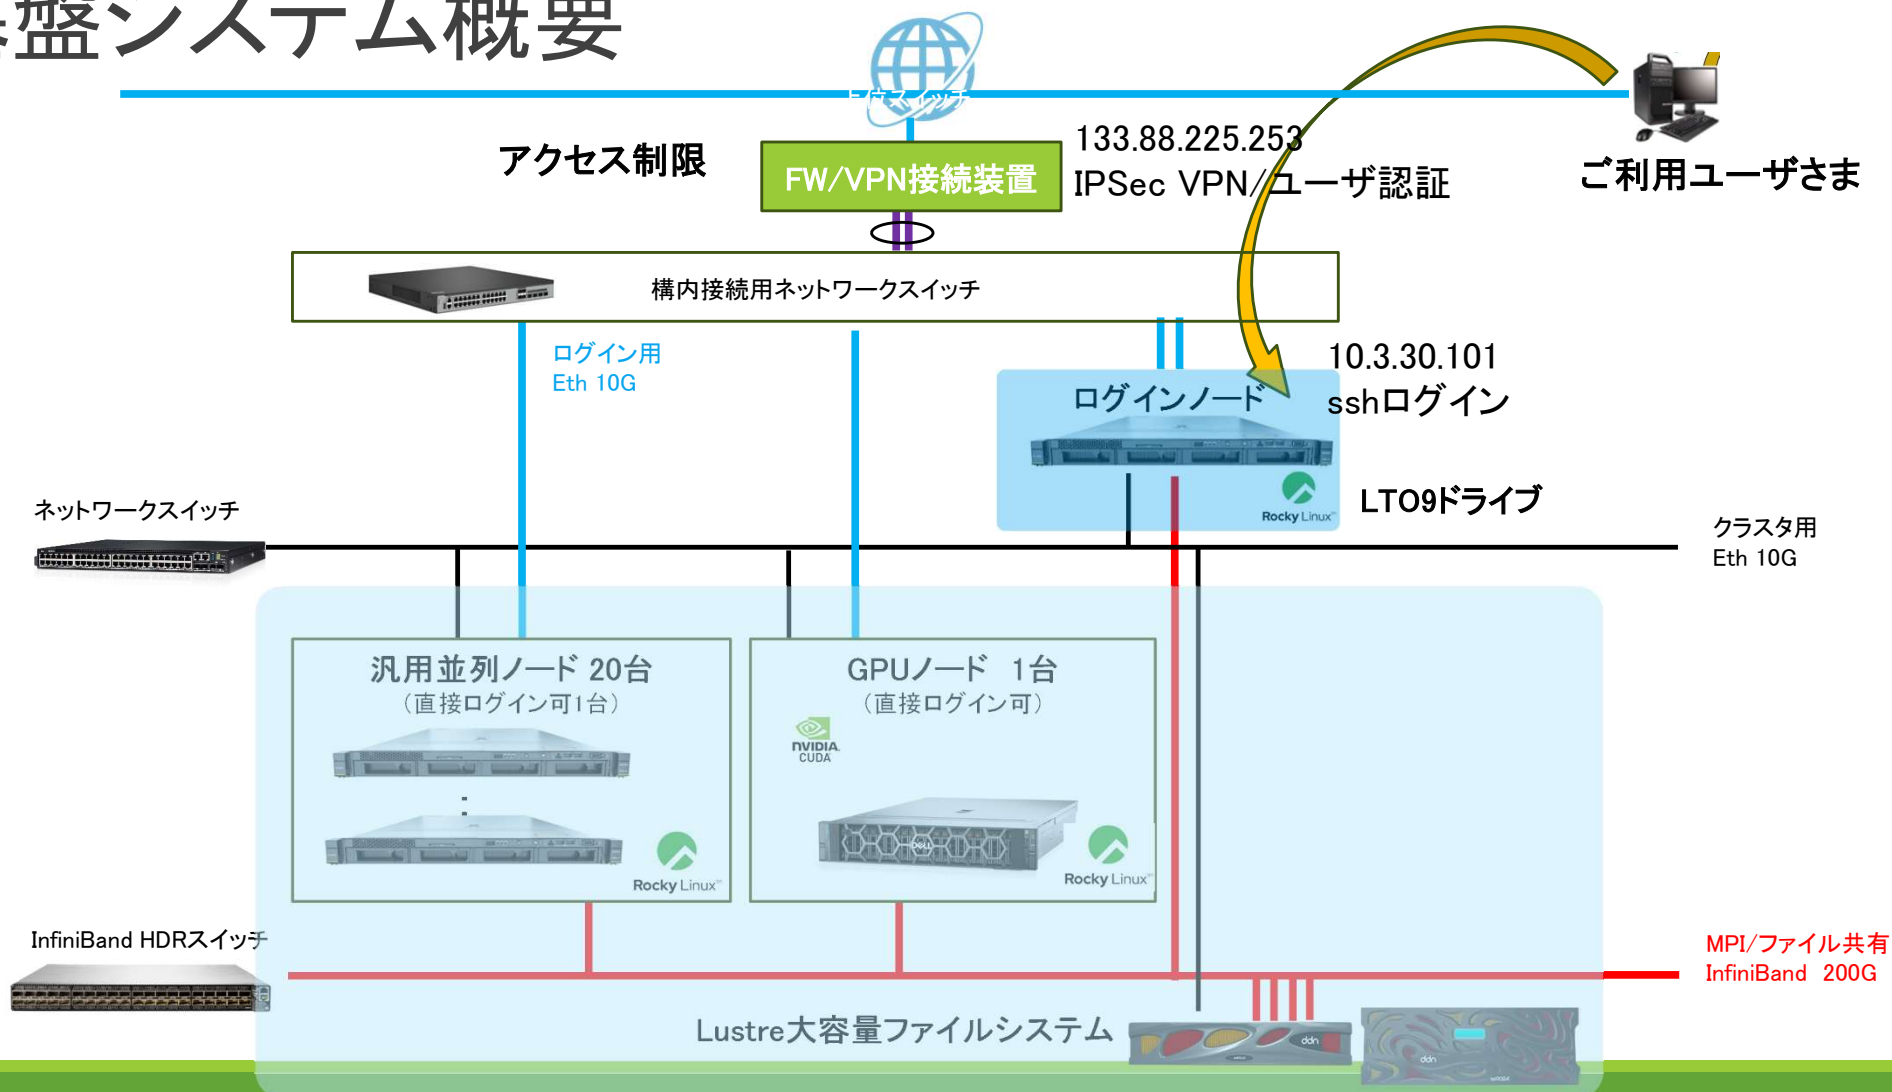 盤システム概要
上位スイッチ
アクセス制限
FW/VPN接続装置
133.88.225.253
IPSec VPN/ユーザ認証
ご利用ユーザさま
構内接続用ネットワークスイッチ
ログイン用
Eth 10G
10.3.30.101
sshログイン
ログインノード
Rocky Linux
LTO9ドライブ
ネットワークスイッチ
クラスタ用
Eth 10G
汎用並列ノード 20台
（直接ログイン可1台）
Rocky Linux
GPUノード 1台
（直接ログイン可）
NVIDIA.
CUDA
DELL
Rocky Linux
InfiniBand HDRスイッチ
MPI/ファイル共有
InfiniBand 200G
Lustre大容量ファイルシステム
ddn
ddn